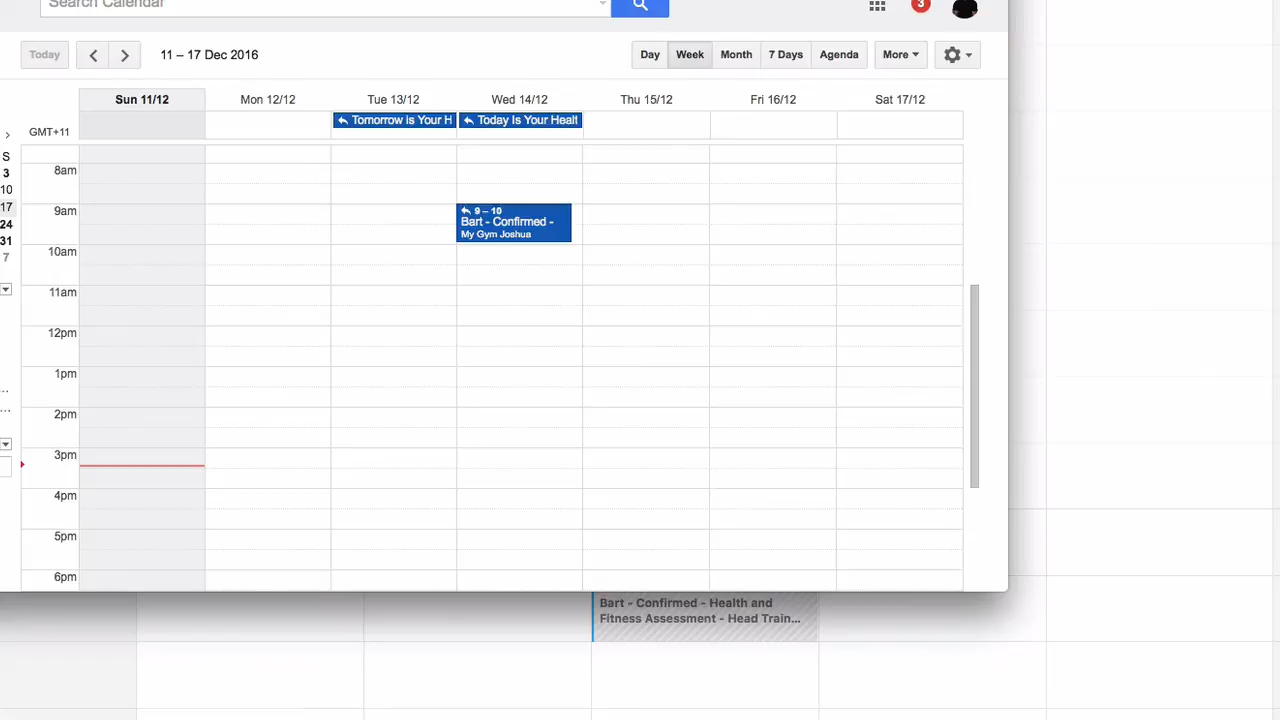 Search Calendar
3
Today
11 – 17 Dec 2016
Day
Week
Month
7 Days
Agenda
More
Sun 11/12
Mon 12/12
Tue 13/12
Wed 14/12
Thu 15/12
Fri 16/12
Sat 17/12
GMT+11
Tomorrow is Your H
Today Is Your Healt
S
3
10
17
24
31
7
8am
9am
10am
11am
12pm
1pm
2pm
3pm
4pm
5pm
6pm
9 – 10
Bart - Confirmed -
My Gym Joshua
Bart - Confirmed - Health and
Fitness Assessment - Head Train...